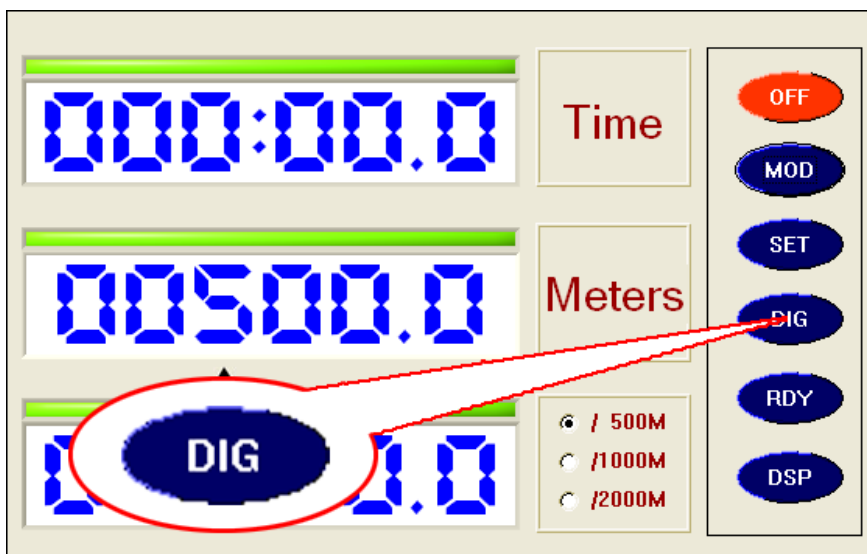 000:00.0
Time
00500.0
Meters
/ 500M
/1000M
/2000M
OFF
MOD
SET
DIG
RDY
DSP
DIG